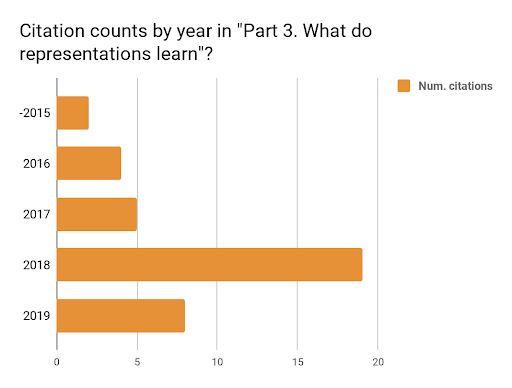 Citation counts by year in "Part 3. What do
representations learn"?
Num. citations
-2015
2016
2017
2018
2019
0 5 10 15 20